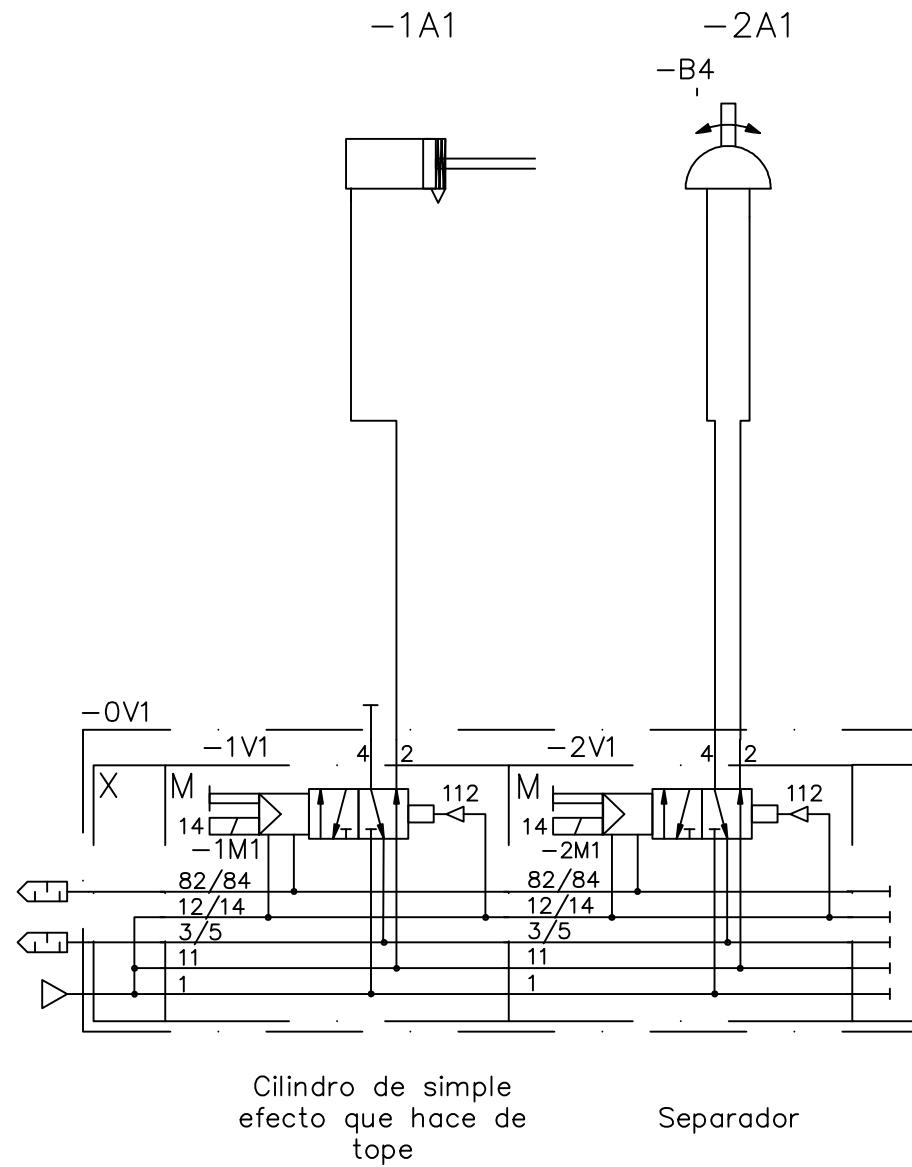 -1A1
-2A1
-B4
-0V1
-1V1
4
2
-2V1
4
2
X
M
112
M
112
14
-1M1
14
-2M1
82/84
82/84
12/14
12/14
3/5
3/5
11
11
1
1
Cilindro de simple
efecto que hace de
tope
Separador